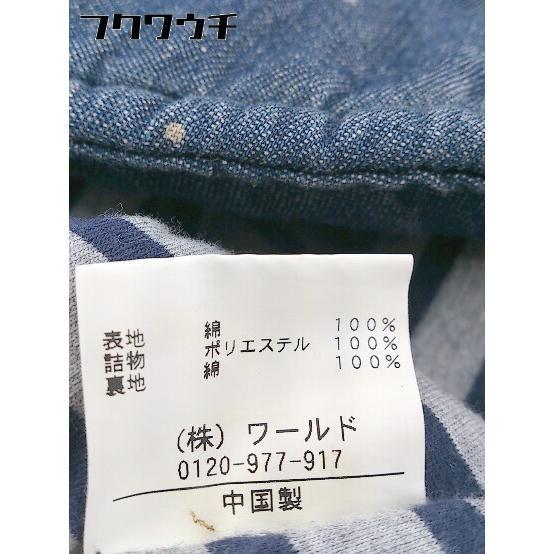 フクワウチ
表地 綿 100%
詰物 ポリエステル 100%
裏地 綿 100%
(株) ワールド
0120-977-917
中国製